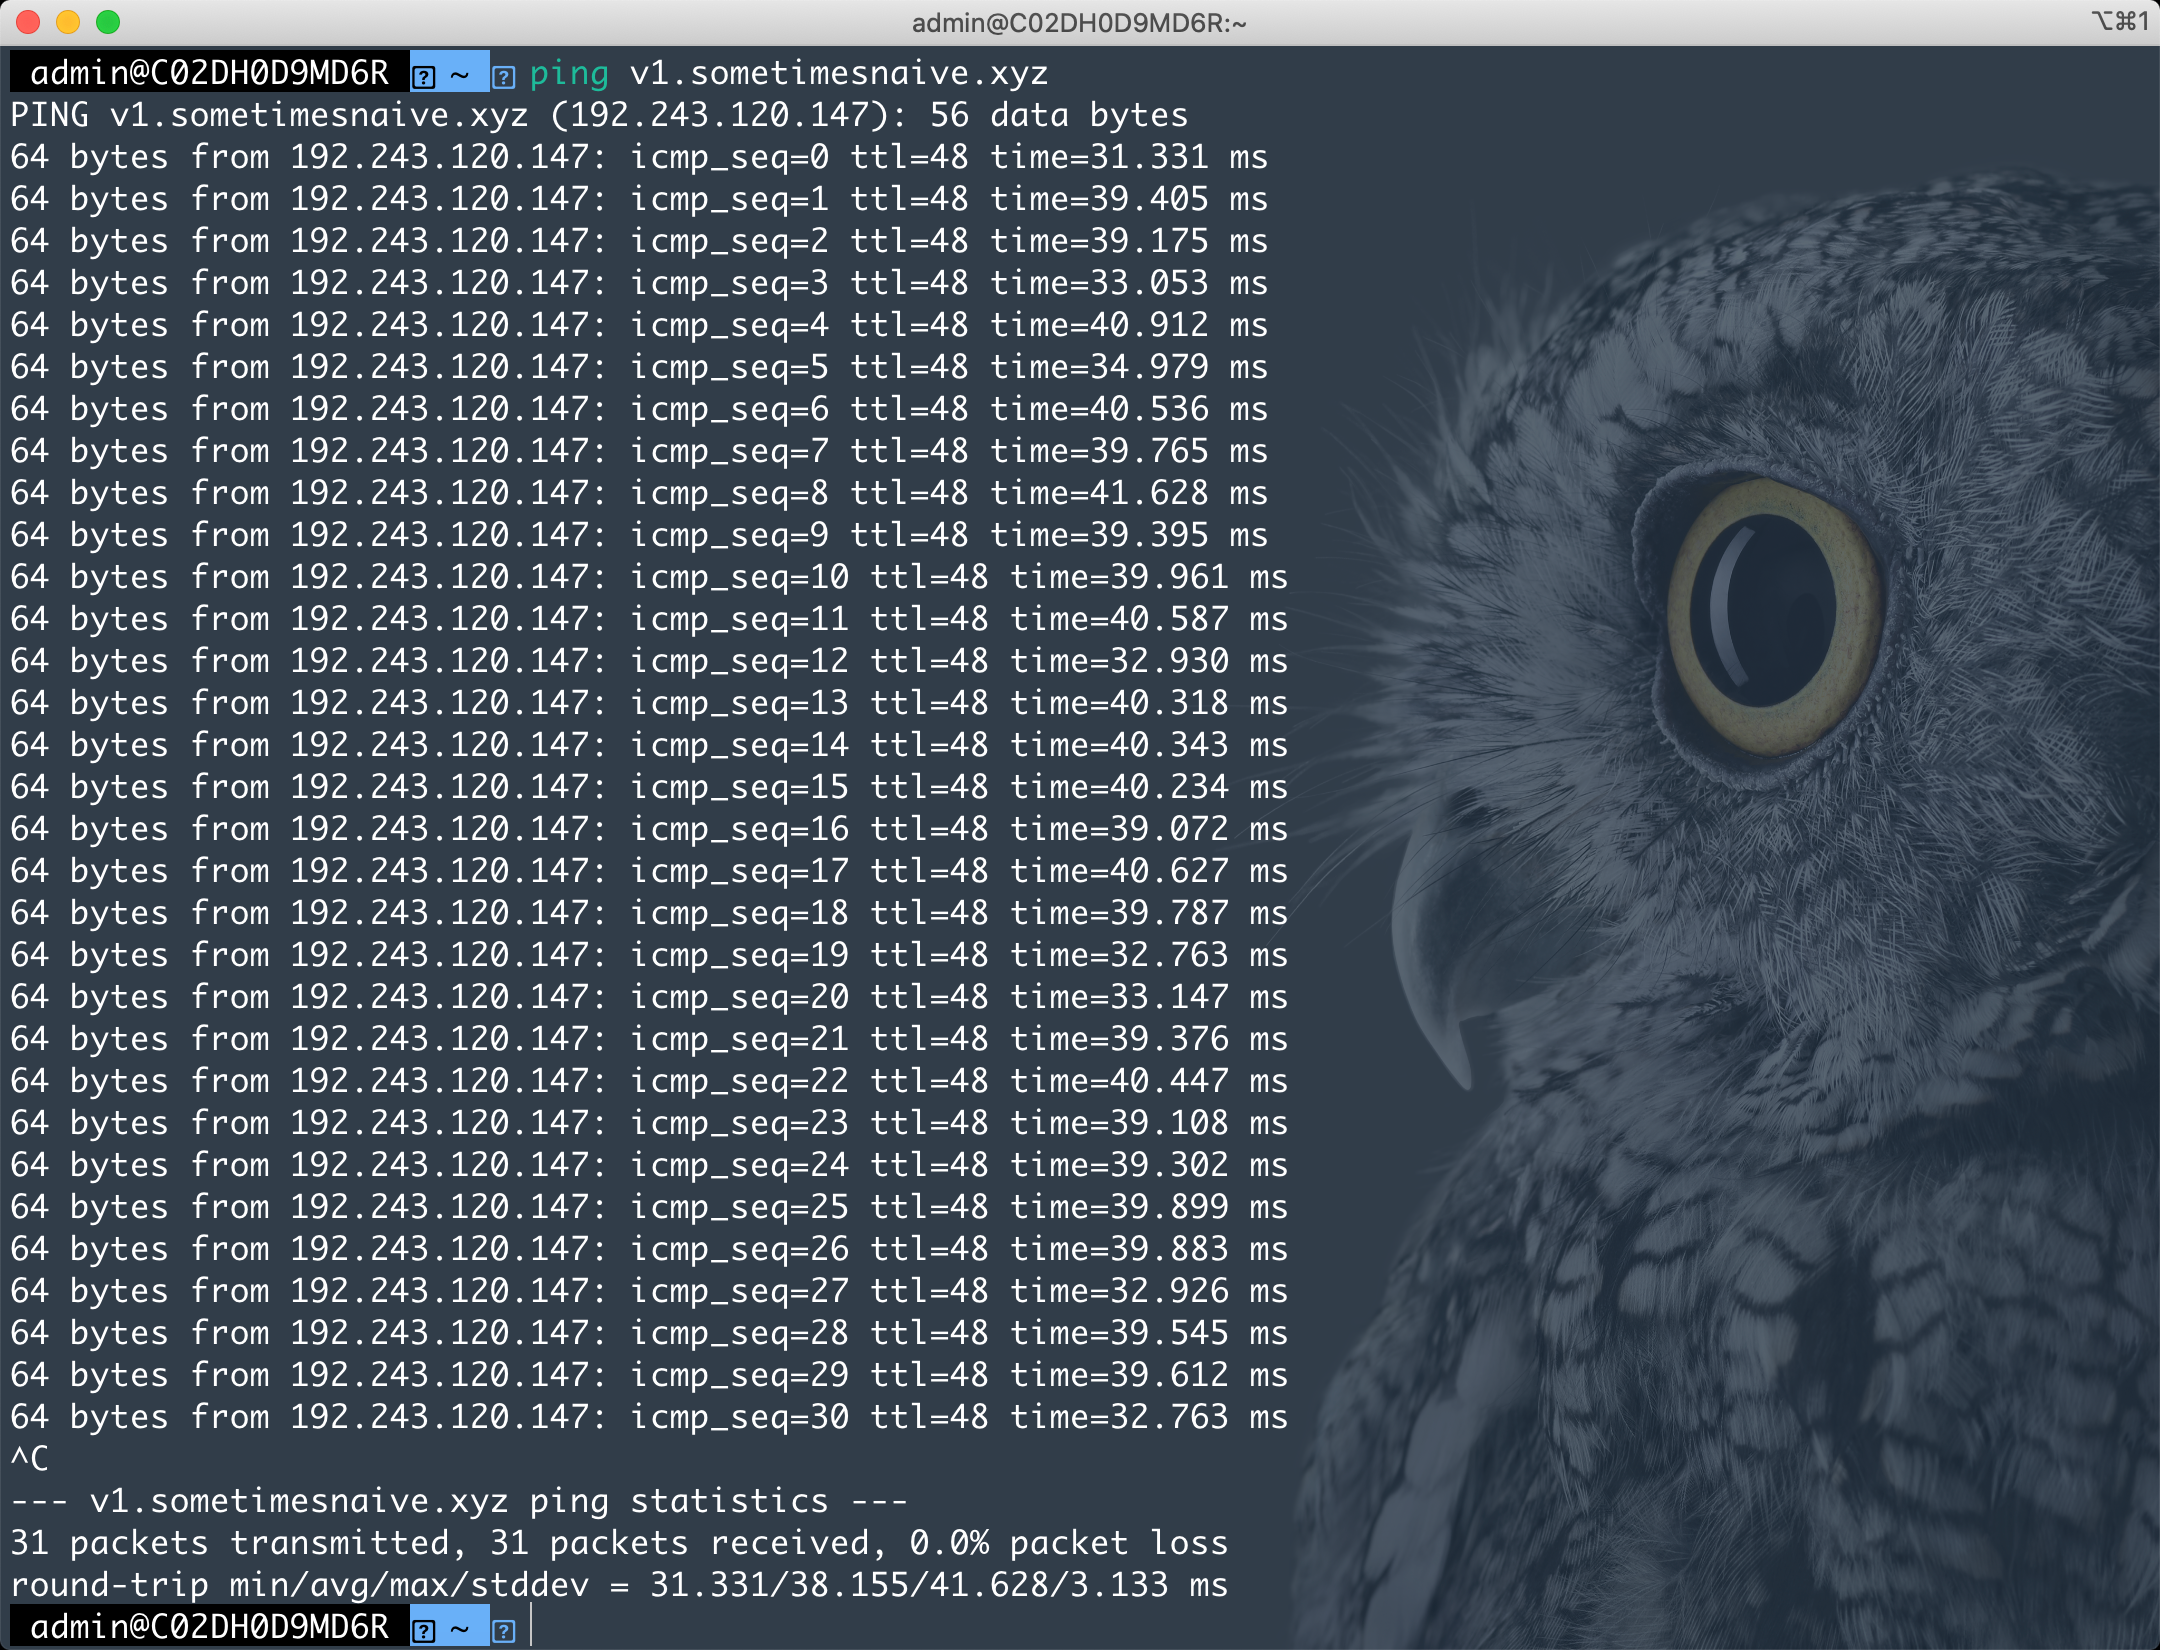 admin@C02DH0D9MD6R:~
⌥⌘1
admin@C02DH0D9MD6R ~ ping v1.sometimesnaive.xyz
PING v1.sometimesnaive.xyz (192.243.120.147): 56 data bytes
64 bytes from 192.243.120.147: icmp_seq=0 ttl=48 time=31.331 ms
64 bytes from 192.243.120.147: icmp_seq=1 ttl=48 time=39.405 ms
64 bytes from 192.243.120.147: icmp_seq=2 ttl=48 time=39.175 ms
64 bytes from 192.243.120.147: icmp_seq=3 ttl=48 time=33.053 ms
64 bytes from 192.243.120.147: icmp_seq=4 ttl=48 time=40.912 ms
64 bytes from 192.243.120.147: icmp_seq=5 ttl=48 time=34.979 ms
64 bytes from 192.243.120.147: icmp_seq=6 ttl=48 time=40.536 ms
64 bytes from 192.243.120.147: icmp_seq=7 ttl=48 time=39.765 ms
64 bytes from 192.243.120.147: icmp_seq=8 ttl=48 time=41.628 ms
64 bytes from 192.243.120.147: icmp_seq=9 ttl=48 time=39.395 ms
64 bytes from 192.243.120.147: icmp_seq=10 ttl=48 time=39.961 ms
64 bytes from 192.243.120.147: icmp_seq=11 ttl=48 time=40.587 ms
64 bytes from 192.243.120.147: icmp_seq=12 ttl=48 time=32.930 ms
64 bytes from 192.243.120.147: icmp_seq=13 ttl=48 time=40.318 ms
64 bytes from 192.243.120.147: icmp_seq=14 ttl=48 time=40.343 ms
64 bytes from 192.243.120.147: icmp_seq=15 ttl=48 time=40.234 ms
64 bytes from 192.243.120.147: icmp_seq=16 ttl=48 time=39.072 ms
64 bytes from 192.243.120.147: icmp_seq=17 ttl=48 time=40.627 ms
64 bytes from 192.243.120.147: icmp_seq=18 ttl=48 time=39.787 ms
64 bytes from 192.243.120.147: icmp_seq=19 ttl=48 time=32.763 ms
64 bytes from 192.243.120.147: icmp_seq=20 ttl=48 time=33.147 ms
64 bytes from 192.243.120.147: icmp_seq=21 ttl=48 time=39.376 ms
64 bytes from 192.243.120.147: icmp_seq=22 ttl=48 time=40.447 ms
64 bytes from 192.243.120.147: icmp_seq=23 ttl=48 time=39.108 ms
64 bytes from 192.243.120.147: icmp_seq=24 ttl=48 time=39.302 ms
64 bytes from 192.243.120.147: icmp_seq=25 ttl=48 time=39.899 ms
64 bytes from 192.243.120.147: icmp_seq=26 ttl=48 time=39.883 ms
64 bytes from 192.243.120.147: icmp_seq=27 ttl=48 time=32.926 ms
64 bytes from 192.243.120.147: icmp_seq=28 ttl=48 time=39.545 ms
64 bytes from 192.243.120.147: icmp_seq=29 ttl=48 time=39.612 ms
64 bytes from 192.243.120.147: icmp_seq=30 ttl=48 time=32.763 ms
^C
--- v1.sometimesnaive.xyz ping statistics ---
31 packets transmitted, 31 packets received, 0.0% packet loss
round-trip min/avg/max/stddev = 31.331/38.155/41.628/3.133 ms
admin@C02DH0D9MD6R ~